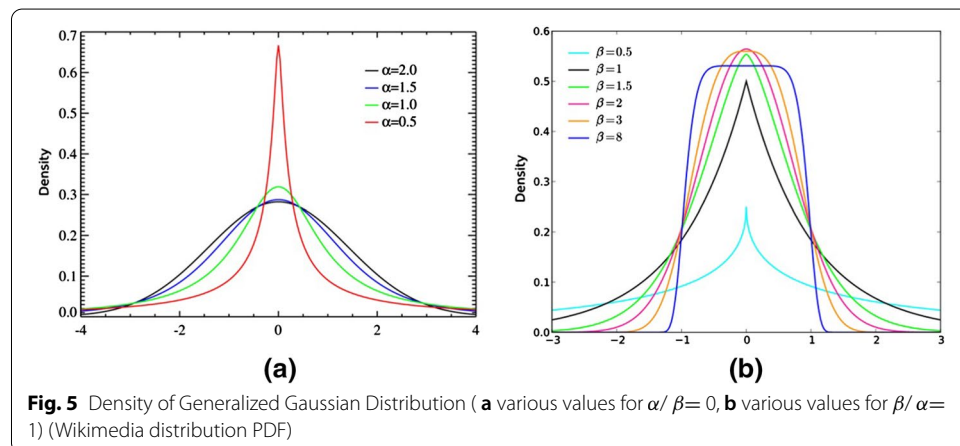 0.7
0.6
0.5
0.4
0.3
0.2
0.1
0.0
Density
α=2.0
α=1.5
α=1.0
α=0.5
-4 -2 0 2 4
(a)
0.6
0.5
0.4
0.3
0.2
0.1
0.0
Density
β=0.5
β=1
β=1.5
β=2
β=3
β=8
−3 −2 −1 0 1 2 3
(b)
Fig. 5 Density of Generalized Gaussian Distribution ( a various values for α/ β= 0, b various values for β/ α=
1) (Wikimedia distribution PDF)